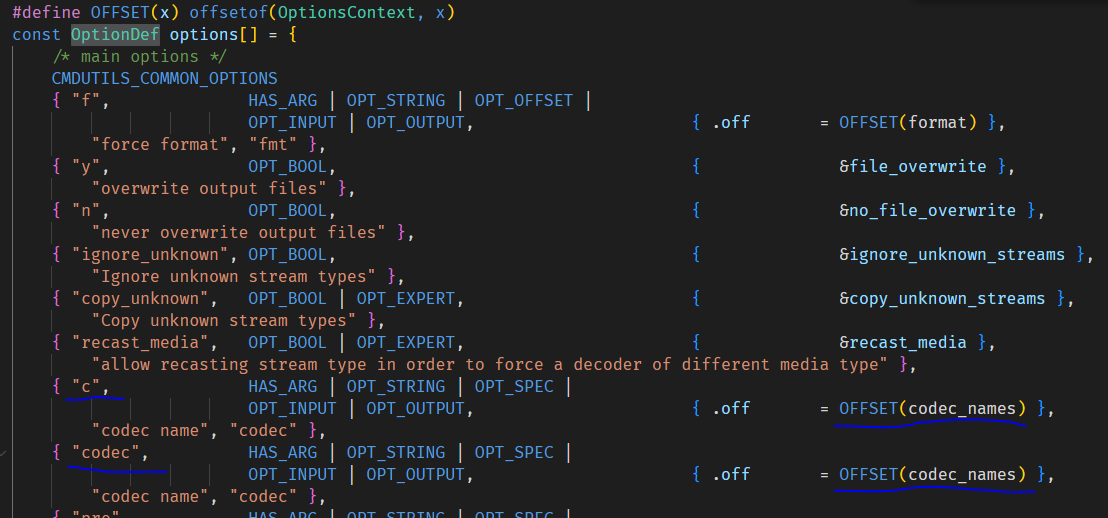 #define OFFSET(x) offsetof(OptionsContext, x)
const OptionDef options[] = {
/* main options */
CMDUTILS_COMMON_OPTIONS
{ "f", HAS_ARG | OPT_STRING | OPT_OFFSET |
OPT_INPUT | OPT_OUTPUT, { .off = OFFSET(format) },
"force format", "fmt" },
{ "y", OPT_BOOL, { &file_overwrite },
"overwrite output files" },
{ "n", OPT_BOOL, { &no_file_overwrite },
"never overwrite output files" },
{ "ignore_unknown", OPT_BOOL, { &ignore_unknown_streams },
"Ignore unknown stream types" },
{ "copy_unknown", OPT_BOOL | OPT_EXPERT, { &copy_unknown_streams },
"Copy unknown stream types" },
{ "recast_media", OPT_BOOL | OPT_EXPERT, { &recast_media },
"allow recasting stream type in order to force a decoder of different media type" },
{ "c", HAS_ARG | OPT_STRING | OPT_SPEC |
OPT_INPUT | OPT_OUTPUT, { .off = OFFSET(codec_names) },
"codec name", "codec" },
{ "codec", HAS_ARG | OPT_STRING | OPT_SPEC |
OPT_INPUT | OPT_OUTPUT, { .off = OFFSET(codec_names) },
"codec name", "codec" },
{ "pre", HAS_ARG | OPT_STRING | OPT_SPEC |